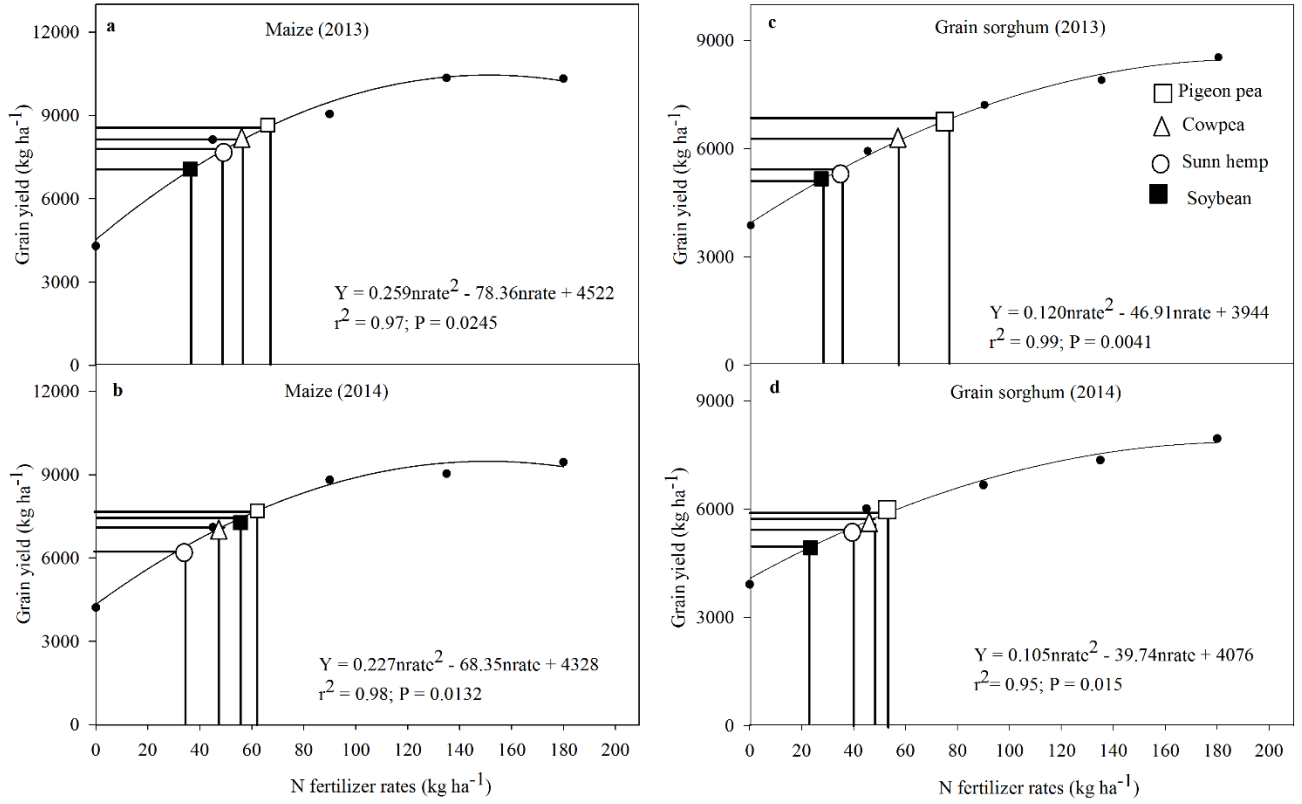 a
Maize (2013)
12000
9000
6000
3000
0
Grain yield (kg ha-1)
Y = 0.259nrate2 - 78.36nrate + 4522
r2 = 0.97; P = 0.0245
b
Maize (2014)
12000
9000
6000
3000
0
Grain yield (kg ha-1)
Y = 0.227nrate2 - 68.35nrate + 4328
r2 = 0.98; P = 0.0132
0 20 40 60 80 100 120 140 160 180 200
N fertilizer rates (kg ha-1)
c
Grain sorghum (2013)
9000
6000
3000
0
Grain yield (kg ha-1)
Pigeon pea
Cowpea
Sunn hemp
Soybean
Y = 0.120nrate2 - 46.91nrate + 3944
r2 = 0.99; P = 0.0041
d
Grain sorghum (2014)
9000
6000
3000
0
Grain yield (kg ha-1)
Y = 0.105nrate2 - 39.74nrate + 4076
r2= 0.95; P = 0.015
0 20 40 60 80 100 120 140 160 180 200
N fertilizer rates (kg ha-1)